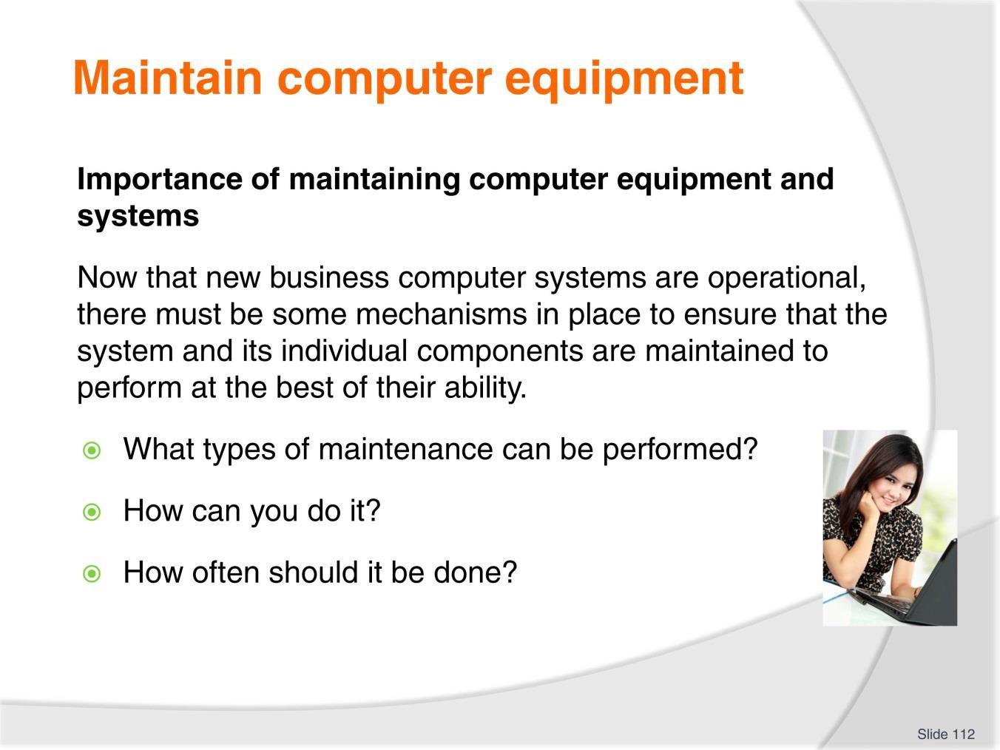 Maintain computer equipment
Importance of maintaining computer equipment and
systems
Now that new business computer systems are operational,
there must be some mechanisms in place to ensure that the
system and its individual components are maintained to
perform at the best of their ability.
What types of maintenance can be performed?
How can you do it?
How often should it be done?
Slide 112